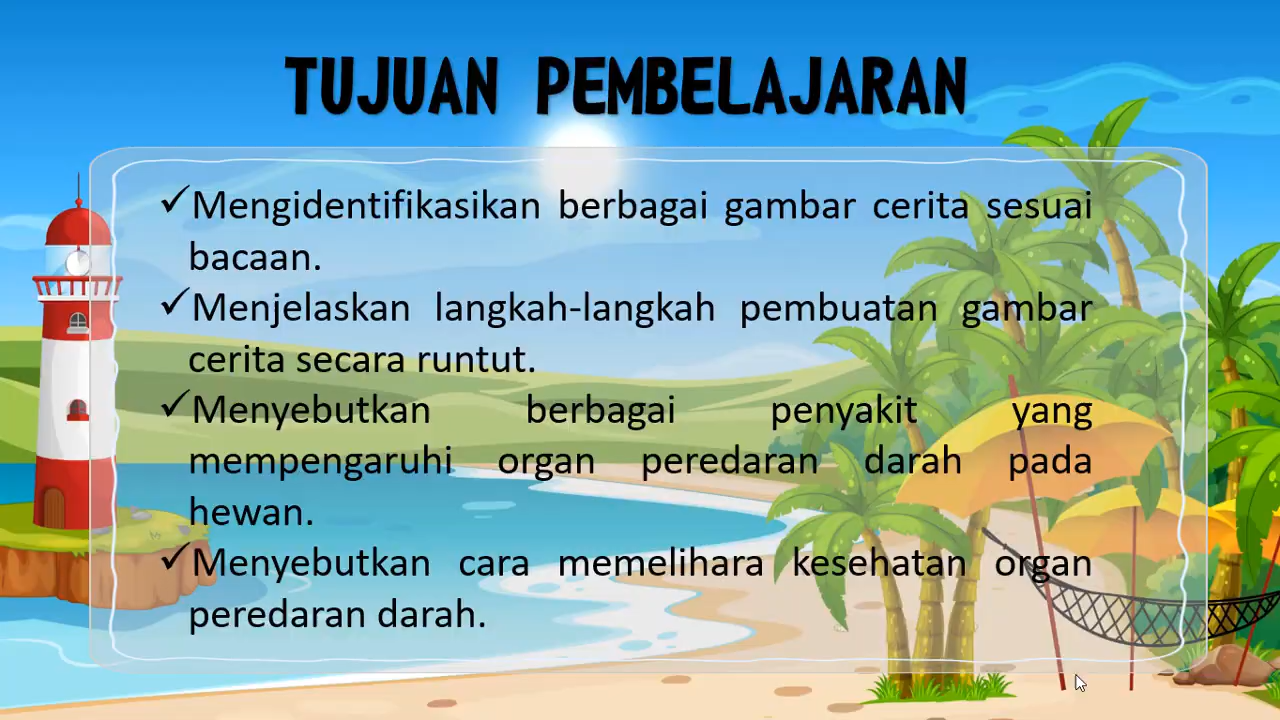 TUJUAN PEMBELAJARAN
✓Mengidentifikasikan berbagai gambar cerita sesuai
bacaan.
✓Menjelaskan langkah-langkah pembuatan gambar
cerita secara runtut.
✓Menyebutkan berbagai penyakit yang
mempengaruhi organ peredaran darah pada
hewan.
✓Menyebutkan cara memelihara kesehatan organ
peredaran darah.